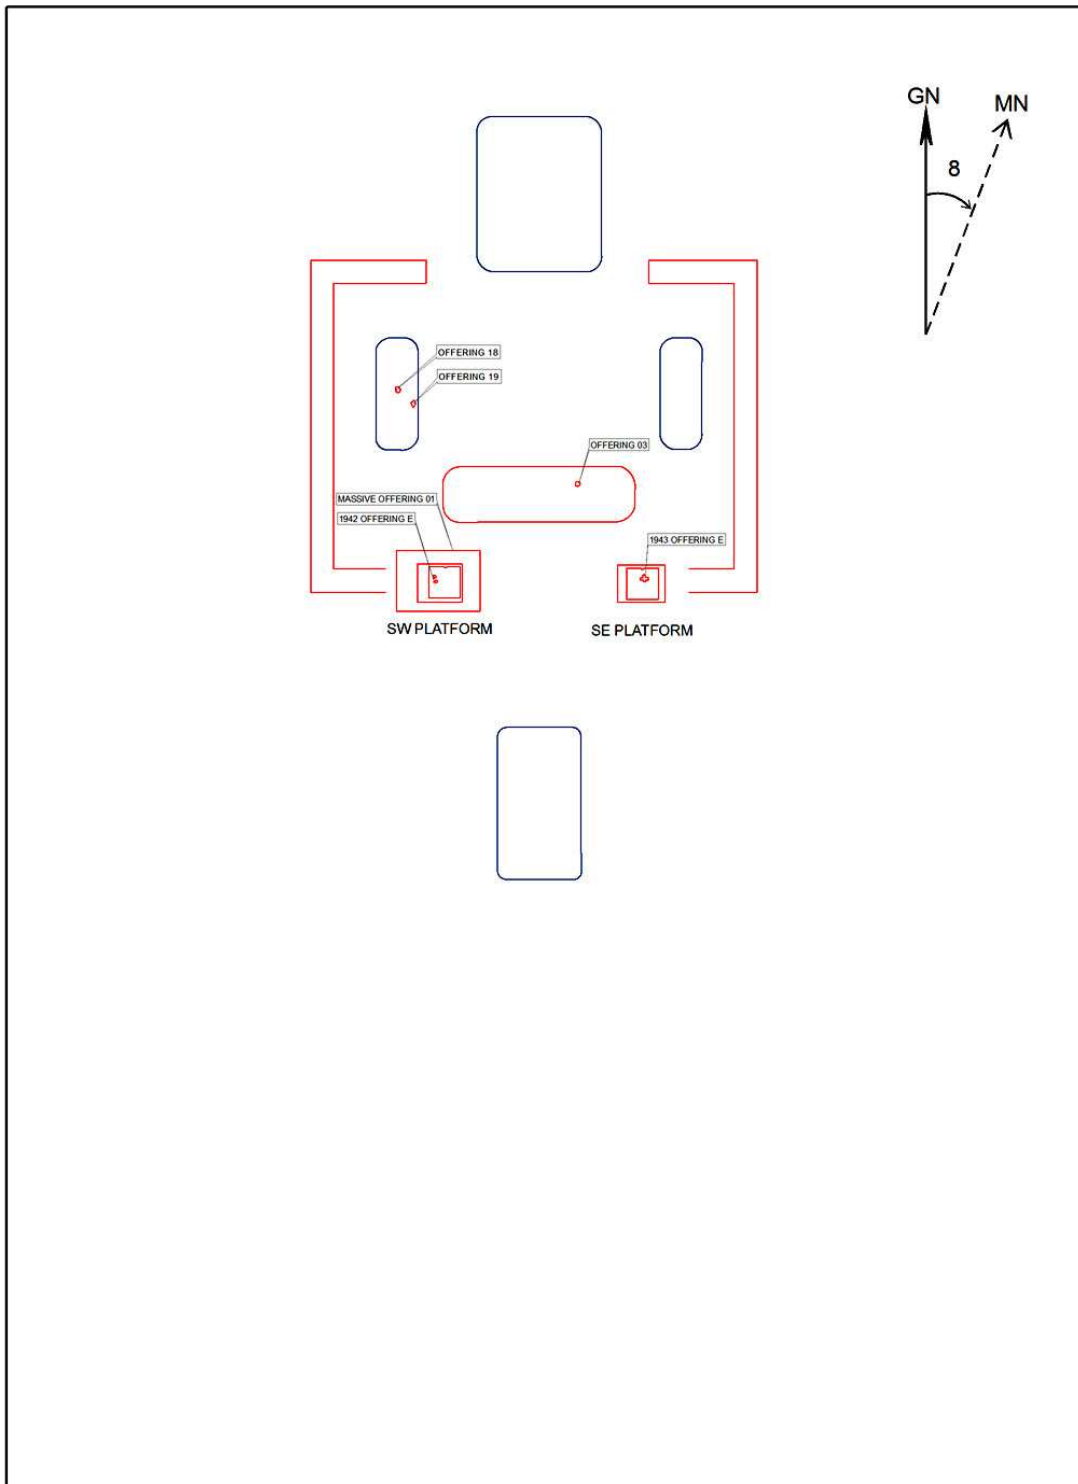 GN
MN
8
OFFERING 18
OFFERING 19
OFFERING 03
MASSIVE OFFERING 01
1942 OFFERING E
1943 OFFERING E
SW PLATFORM
SE PLATFORM